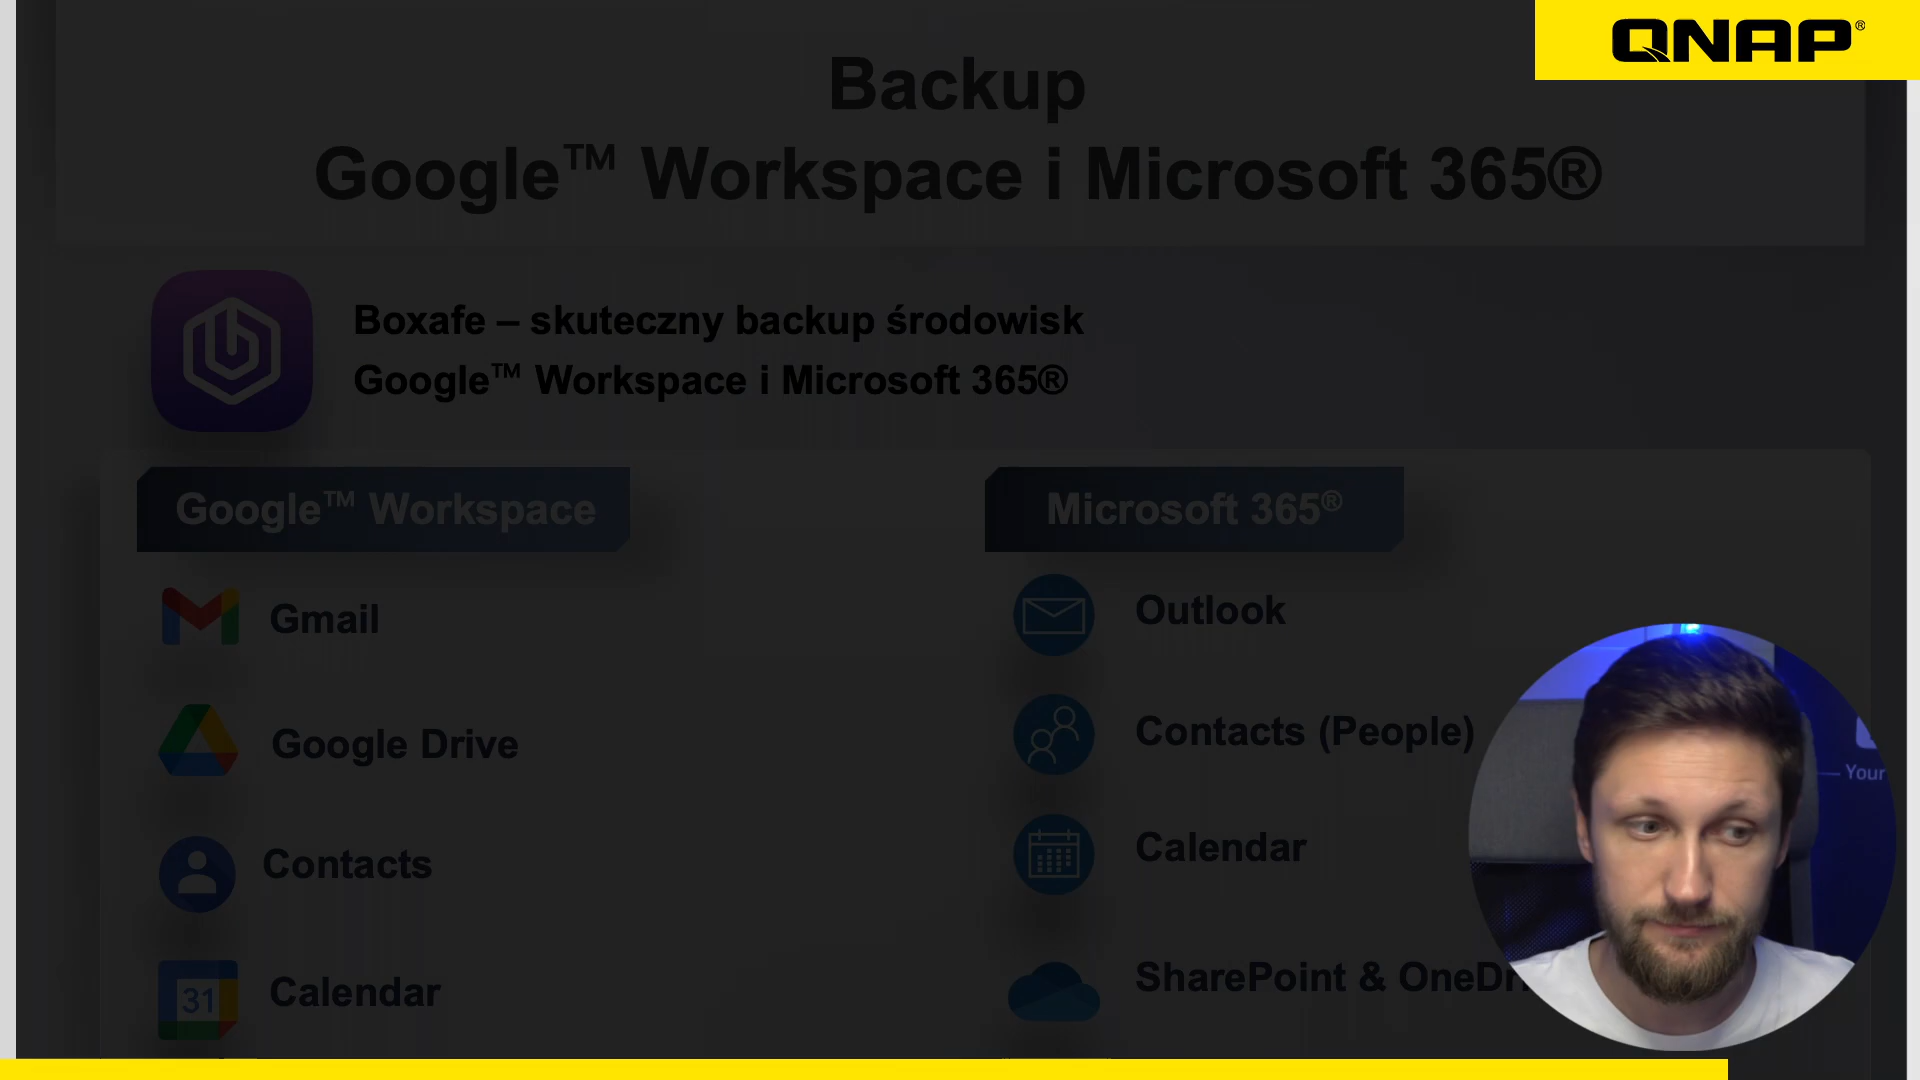 QNAP®
Backup
Google™ Workspace i Microsoft 365®
Boxafe – skuteczny backup środowisk
Google™ Workspace i Microsoft 365®
Google™ Workspace
Microsoft 365®
Gmail
Outlook
Google Drive
Contacts (People)
Contacts
Calendar
31
Calendar
SharePoint &
Your